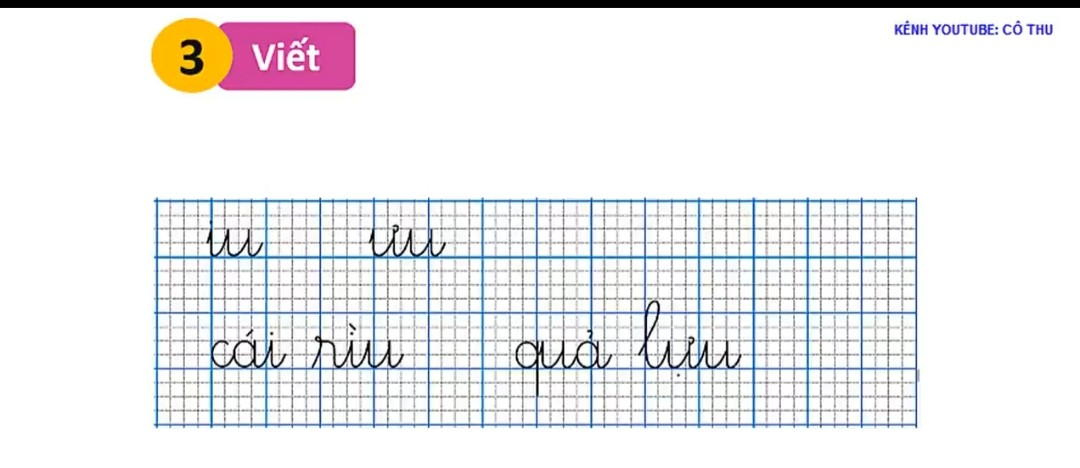 KÊNH YOUTUBE: CÔ THU
3 Viết
iu ưu
cái rìu quả lựu